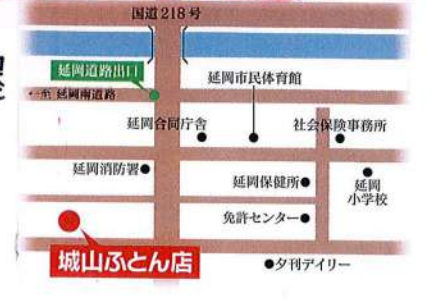 国道218号
延岡道路出口
延岡市民体育館
←至 延岡南道路
延岡合同庁舎
社会保険事務所
延岡消防署
延岡保健所
延岡
小学校
免許センター
城山ふとん店
夕刊デイリー